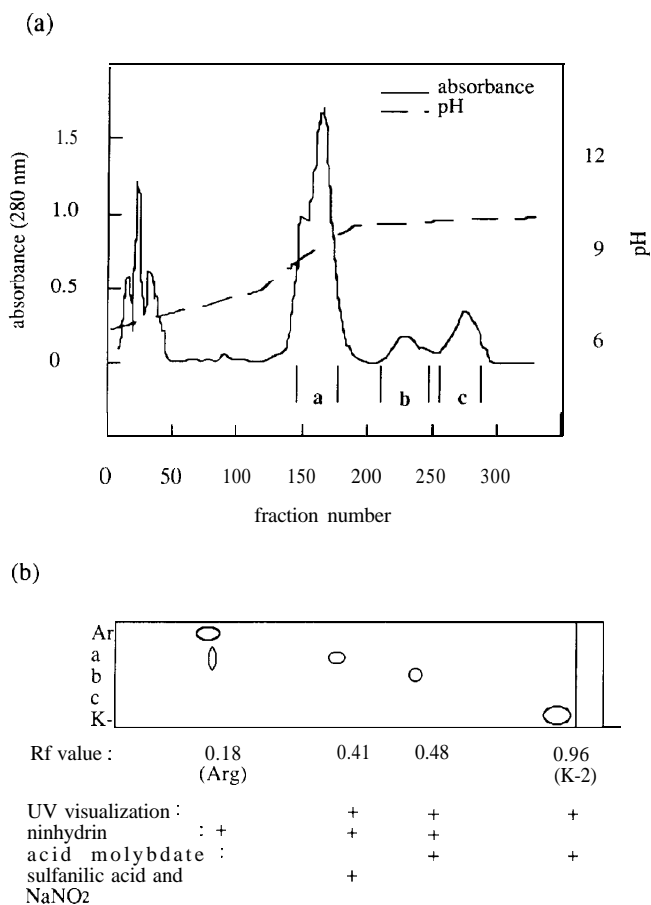 (a)
absorbance
pH
absorbance (280 nm)
1.5
1.0
0.5
0
12
9
6
pH
a b c
0 50 100 150 200 250 300
fraction number
(b)
Ar
a
b
c
K-
Rf value : 0.18 0.41 0.48 0.96
(Arg) (K-2)
UV visualization : + + +
ninhydrin : + + +
acid molybdate : + +
sulfanilic acid and +
NaNO2